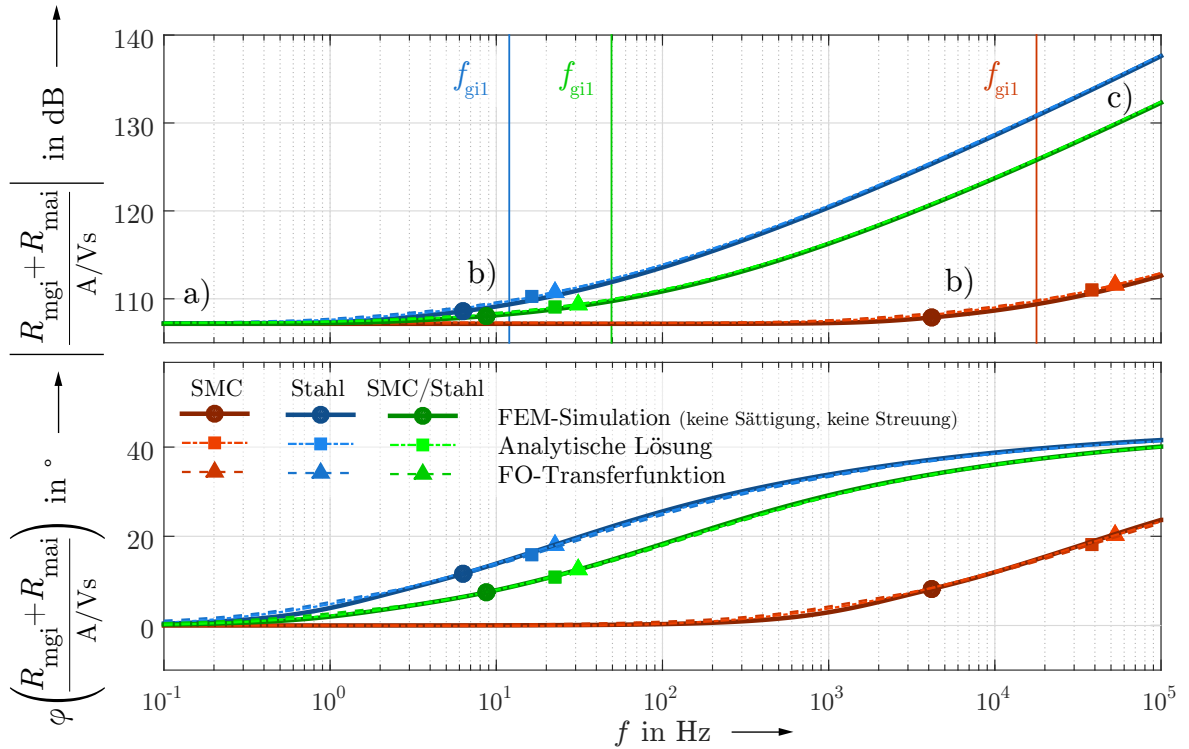 |R_mgi+R_mai / A/Vs| in dB
140
130
120
110
f_gi1
f_gi1
f_gi1
a)
b)
b)
c)
φ(R_mgi+R_mai / A/Vs) in °
40
20
0
SMC Stahl SMC/Stahl
FEM-Simulation (keine Sättigung, keine Streuung)
Analytische Lösung
FO-Transferfunktion
10^-1 10^0 10^1 10^2 10^3 10^4 10^5
f in Hz